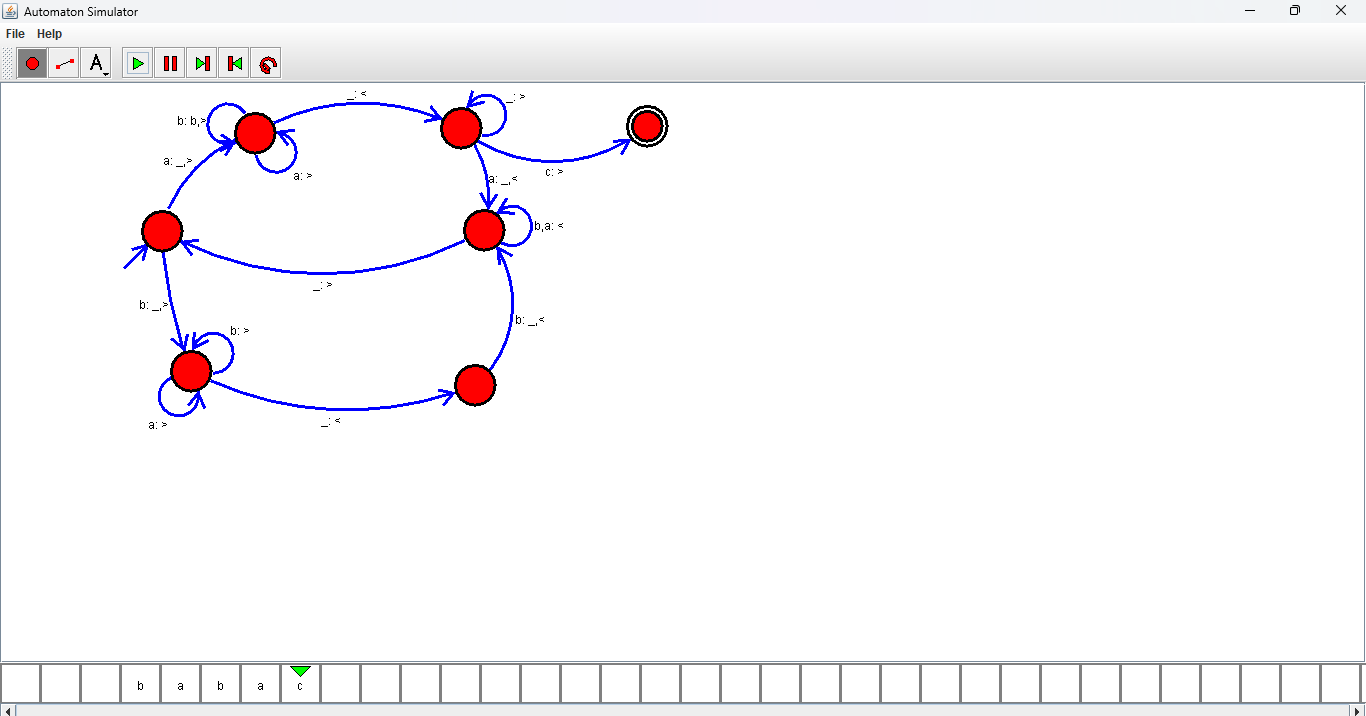 Automaton Simulator
File Help
A
_: <
_: >
b: b,>
a: _,>
a: >
c: >
a: _,<
b,a: <
_: >
b: _,>
b: >
b: _,<
a: >
_: <
b a b a c